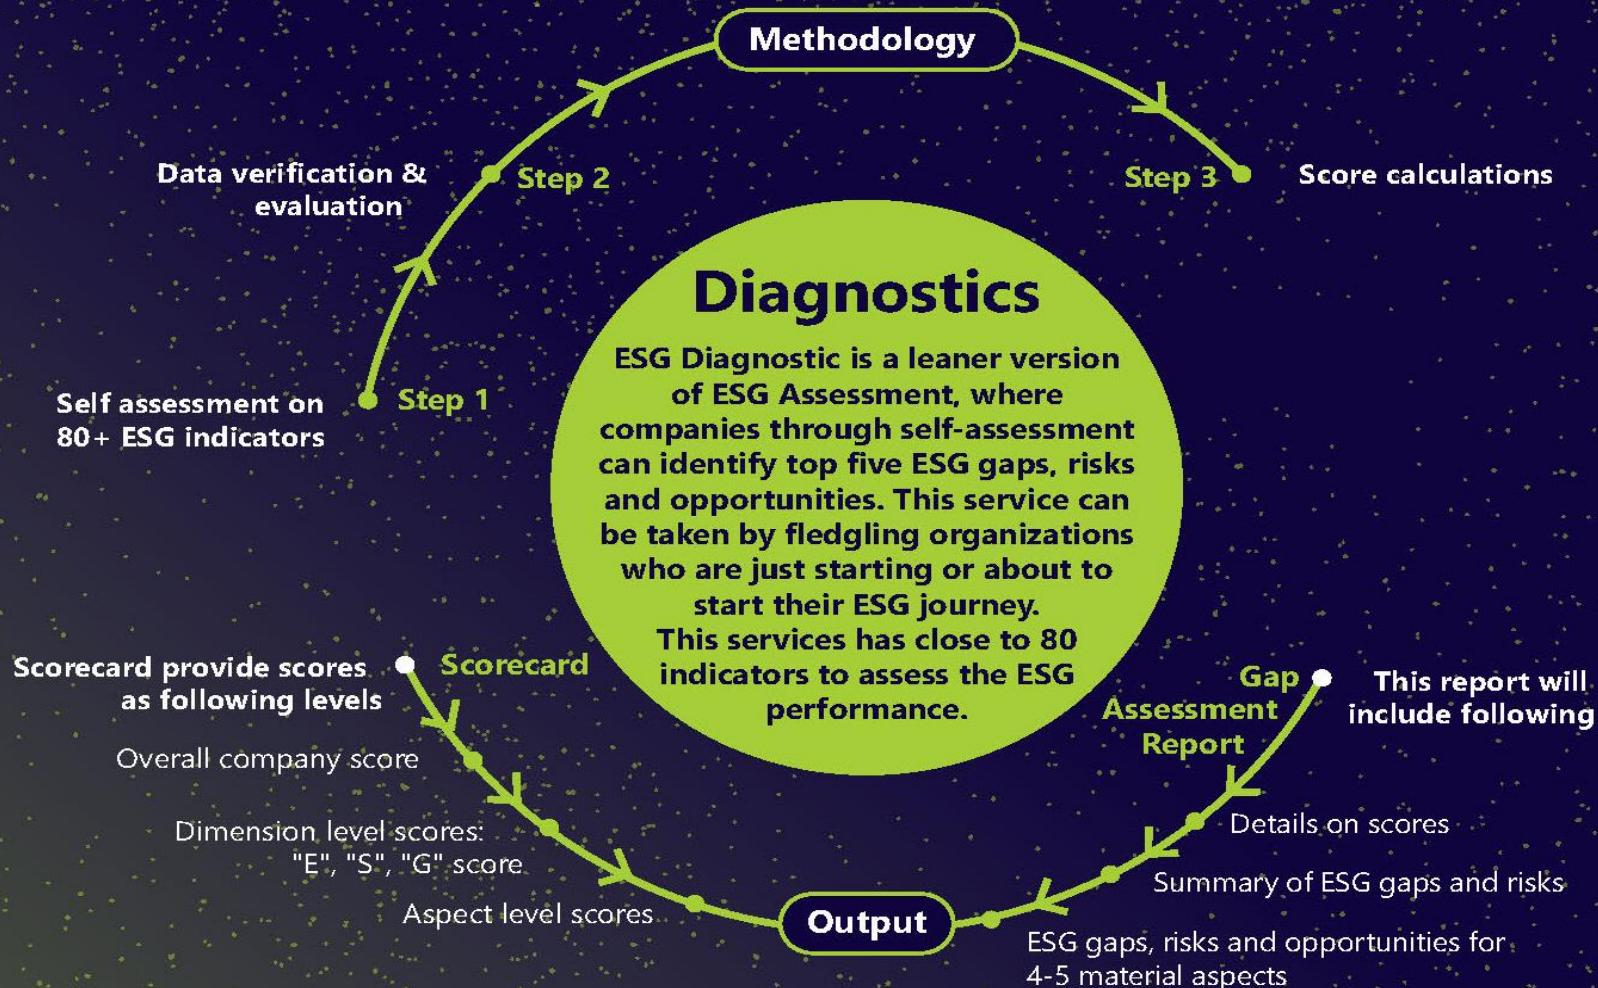 Methodology
Data verification &
evaluation
Step 2
Step 3
Score calculations
Self assessment on
80+ ESG indicators
Step 1
Diagnostics
ESG Diagnostic is a leaner version
of ESG Assessment, where
companies through self-assessment
can identify top five ESG gaps, risks
and opportunities. This service can
be taken by fledgling organizations
who are just starting or about to
start their ESG journey.
This services has close to 80
indicators to assess the ESG
performance.
Scorecard provide scores
as following levels
Scorecard
Overall company score
Dimension level scores:
"E", "S", "G" score
Aspect level scores
Gap
Assessment
Report
This report will
include following
Details on scores
Summary of ESG gaps and risks
ESG gaps, risks and opportunities for
4-5 material aspects
Output